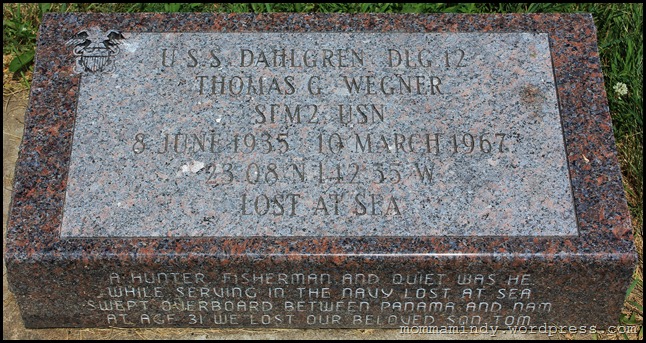 U.S.S. DAHLGREN DLG 12
THOMAS G. WEGNER
SFM2 USN
8 JUNE 1935 10 MARCH 1967
23 08 N 142 55 W
LOST AT SEA
A HUNTER, FISHERMAN AND QUIET WAS HE
WHILE SERVING IN THE NAVY LOST AT SEA
SWEPT OVERBOARD BETWEEN PANAMA AND NAM
AT AGE 31 WE LOST OUR BELOVED SON TOM
mommamindy.wordpress.com